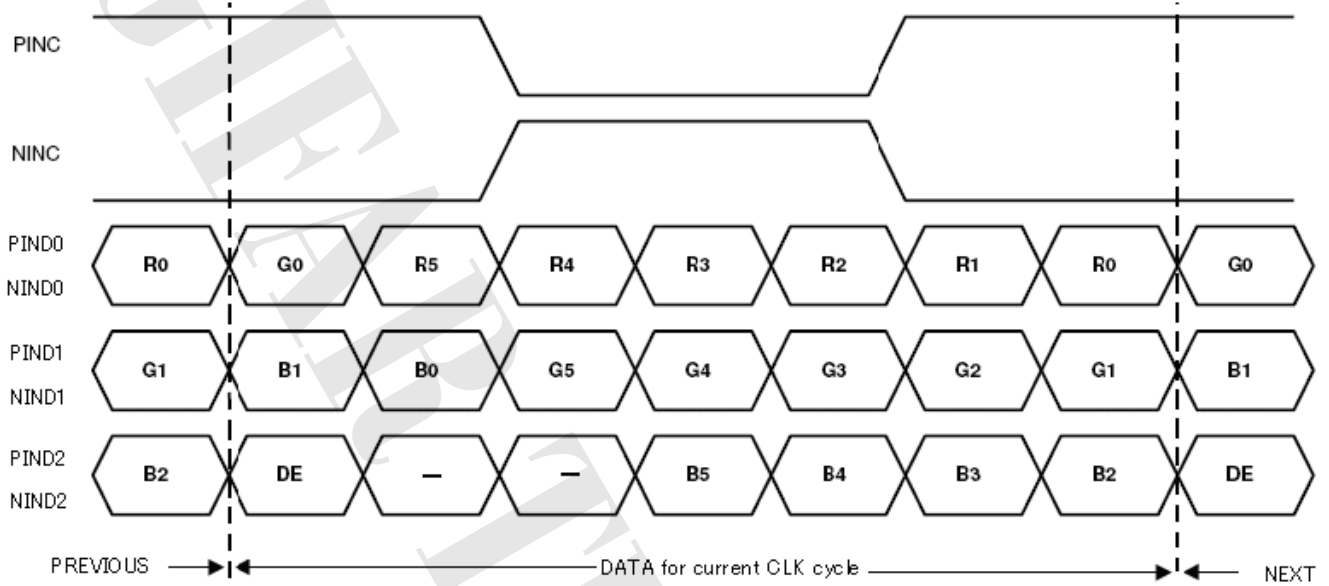 PINC
NINC
PIND0
NIND0
R0 G0 R5 R4 R3 R2 R1 R0 G0
PIND1
NIND1
G1 B1 B0 G5 G4 G3 G2 G1 B1
PIND2
NIND2
B2 DE — — B5 B4 B3 B2 DE
PREVIOUS DATA for current CLK cycle NEXT